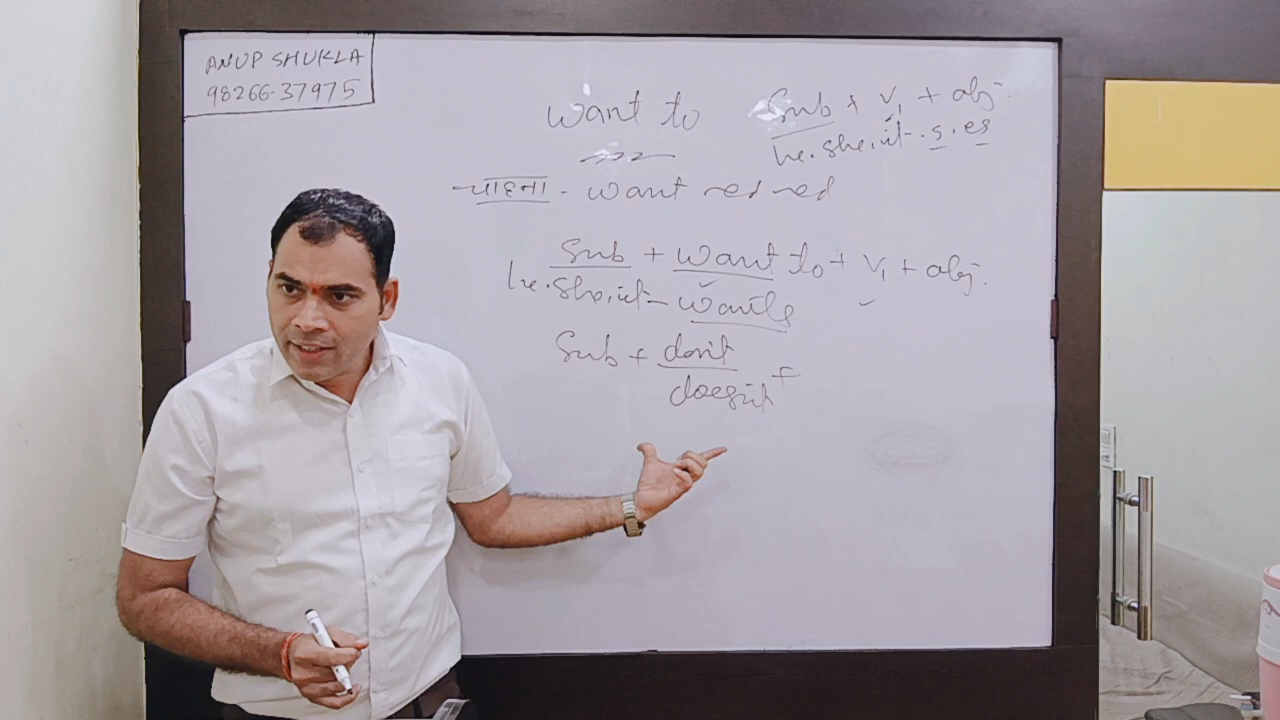 ANUP SHUKLA
98266-37975
want to
Sub + V1 + obj.
he.she.it-.s.es
चाहना - want ed ed
Sub + want to + V1 + obj.
he.she.it - wants
Sub + don't
doesn't +